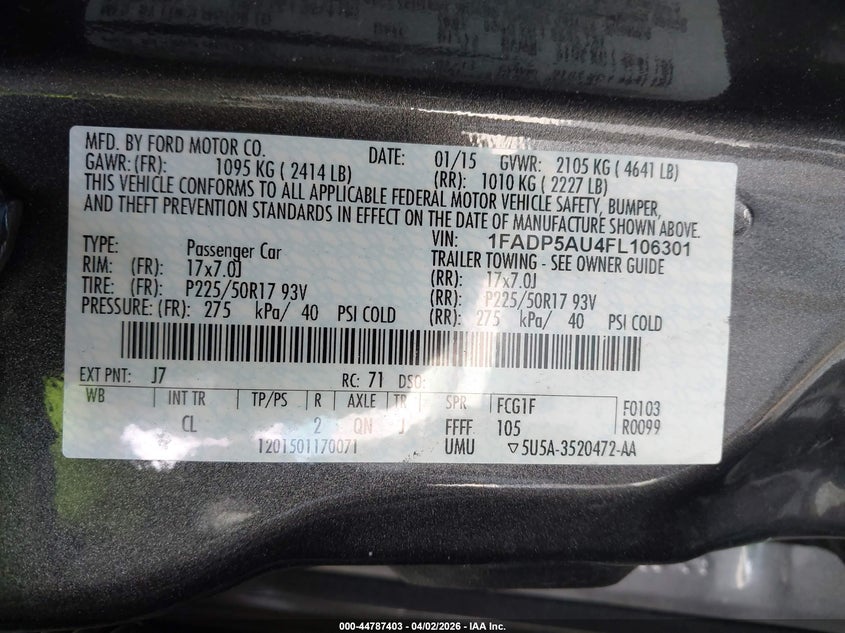 MFD. BY FORD MOTOR CO. DATE: 01/15 GVWR: 2105 KG ( 4641 LB)
GAWR: (FR): 1095 KG ( 2414 LB) (RR): 1010 KG ( 2227 LB)
THIS VEHICLE CONFORMS TO ALL APPLICABLE FEDERAL MOTOR VEHICLE SAFETY, BUMPER,
AND THEFT PREVENTION STANDARDS IN EFFECT ON THE DATE OF MANUFACTURE SHOWN ABOVE.
VIN: 1FADP5AU4FL106301
TYPE: Passenger Car TRAILER TOWING - SEE OWNER GUIDE
RIM: (FR): 17x7.0J (RR): 17x7.0J
TIRE: (FR): P225/50R17 93V (RR): P225/50R17 93V
PRESSURE: (FR): 275 kPa/ 40 PSI COLD (RR): 275 kPa/ 40 PSI COLD
EXT PNT: J7 RC: 71 DSO:
WB INT TR TP/PS R AXLE TR SPR FCG1F F0103
CL 2 QN J FFFF 105 R0099
1201501170071 UMU ▽5U5A-3520472-AA
000-44787403 - 04/02/2026 - IAA Inc.